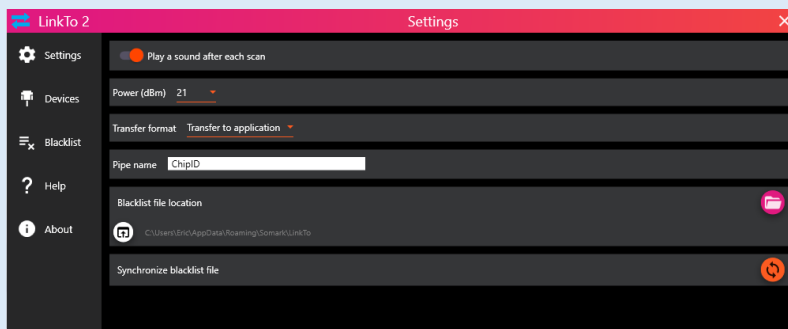 LinkTo 2
Settings
Settings
Play a sound after each scan
Devices
Power (dBm) 21
Transfer format Transfer to application
Blacklist
Pipe name ChipID
Help
Blacklist file location
About
C:\Users\Eric\AppData\Roaming\Somark\LinkTo
Synchronize blacklist file